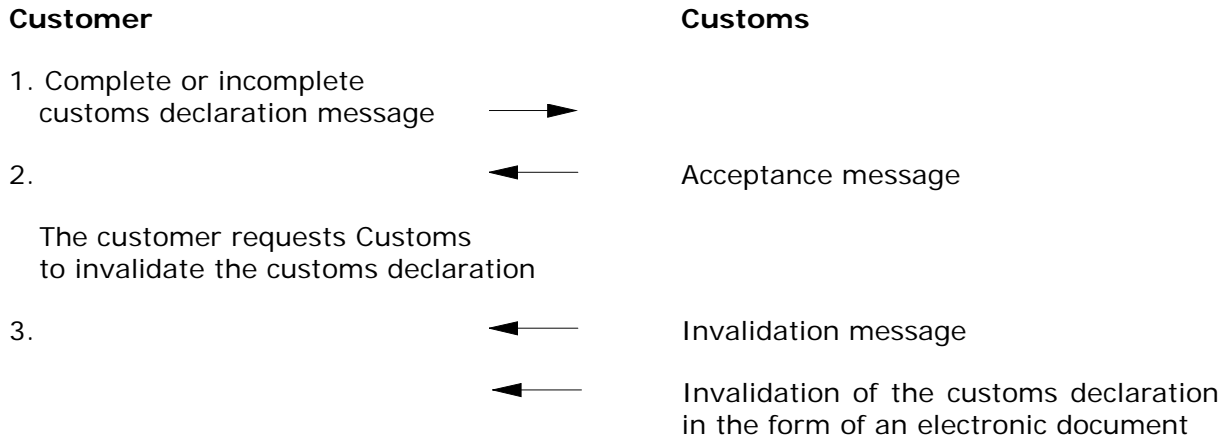 Customer Customs
1. Complete or incomplete
customs declaration message
2. Acceptance message
The customer requests Customs
to invalidate the customs declaration
3. Invalidation message
Invalidation of the customs declaration
in the form of an electronic document